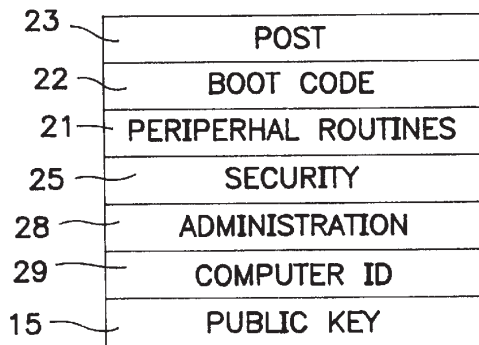 23 POST
22 BOOT CODE
21 PERIPERHAL ROUTINES
25 SECURITY
28 ADMINISTRATION
29 COMPUTER ID
15 PUBLIC KEY